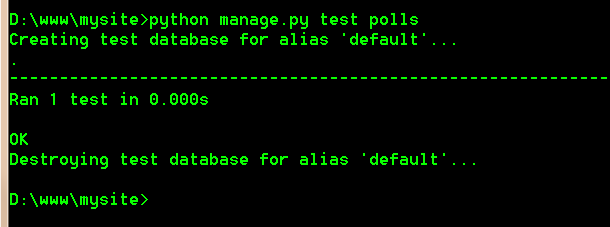 D:\www\mysite>python manage.py test polls
Creating test database for alias 'default'...
.
----------------------------------------------------------------------
Ran 1 test in 0.000s
OK
Destroying test database for alias 'default'...
D:\www\mysite>